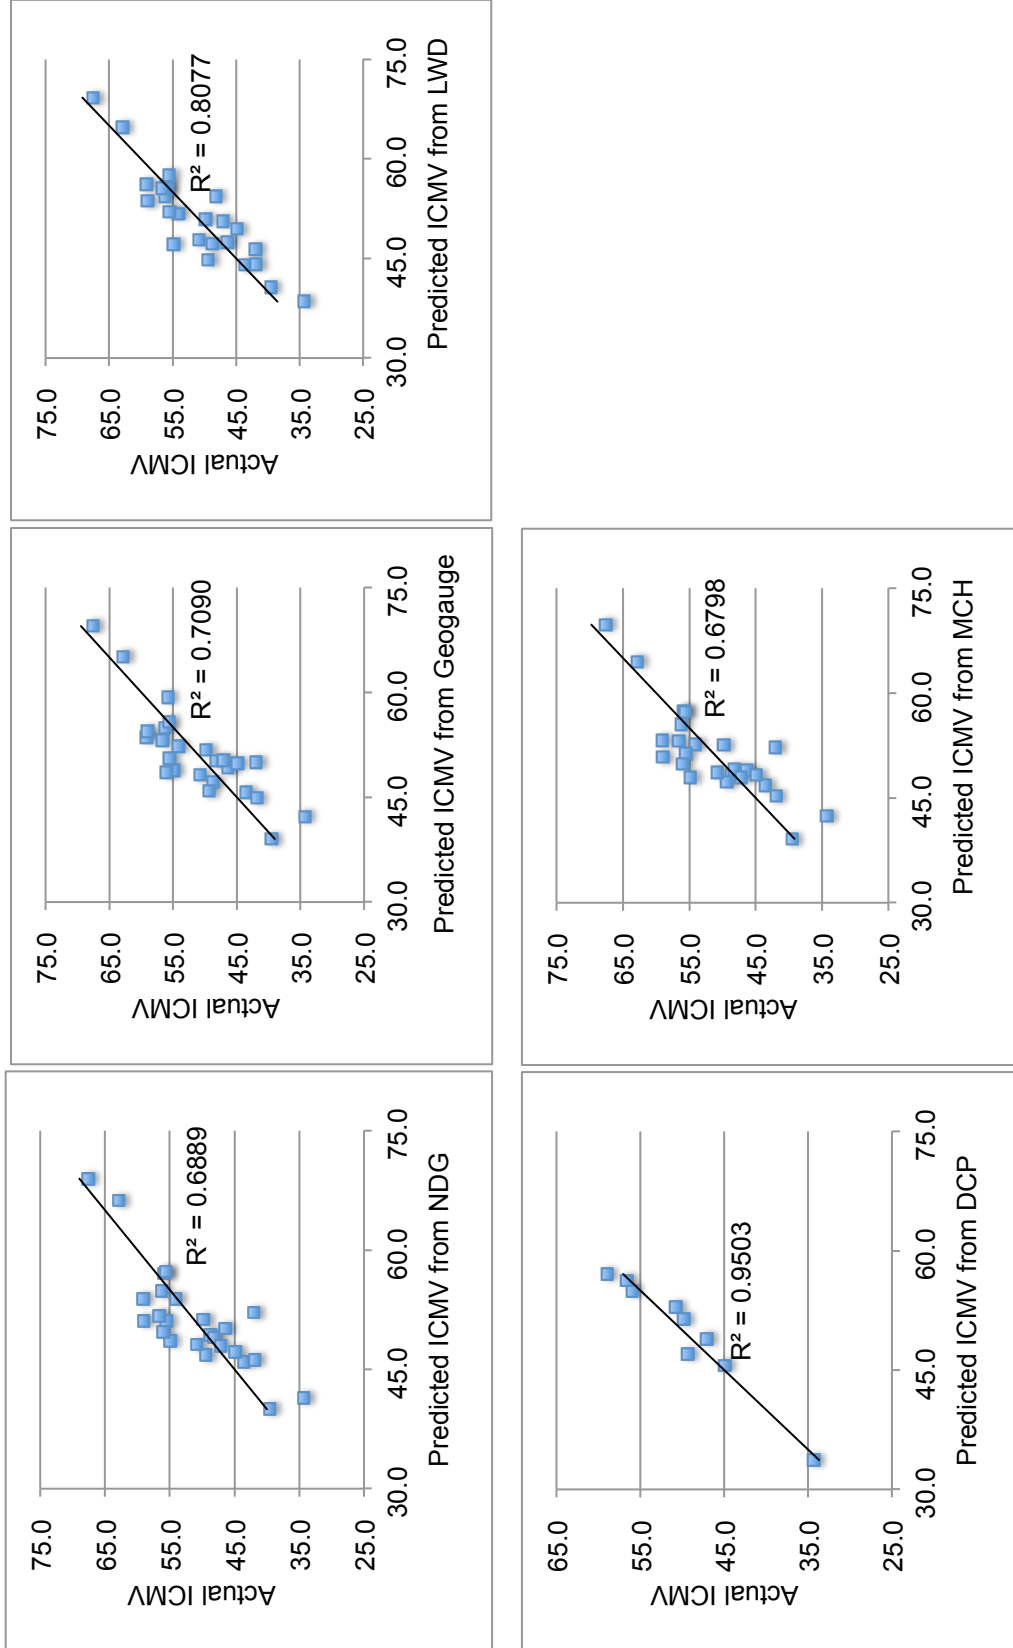 75.0
65.0
55.0
45.0
35.0
25.0
Actual ICMV
R² = 0.6889
30.0 45.0 60.0 75.0
Predicted ICMV from NDG
75.0
65.0
55.0
45.0
35.0
25.0
Actual ICMV
R² = 0.7090
30.0 45.0 60.0 75.0
Predicted ICMV from Geogauge
75.0
65.0
55.0
45.0
35.0
25.0
Actual ICMV
R² = 0.8077
30.0 45.0 60.0 75.0
Predicted ICMV from LWD
65.0
55.0
45.0
35.0
25.0
Actual ICMV
R² = 0.9503
30.0 45.0 60.0 75.0
Predicted ICMV from DCP
75.0
65.0
55.0
45.0
35.0
25.0
Actual ICMV
R² = 0.6798
30.0 45.0 60.0 75.0
Predicted ICMV from MCH